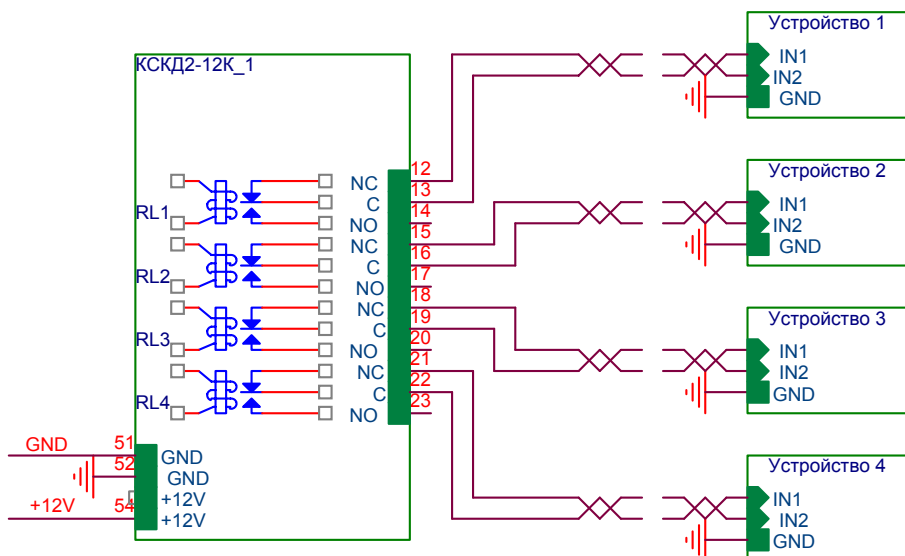 Устройство 1
IN1
IN2
GND
КСКД2-12К_1
12
NC
13
C
RL1
14
NO
15
NC
16
C
RL2
17
NO
18
NC
19
C
RL3
20
NO
21
NC
22
C
RL4
23
NO
Устройство 2
IN1
IN2
GND
Устройство 3
IN1
IN2
GND
Устройство 4
IN1
IN2
GND
GND
51
GND
52
GND
+12V
+12V
54
+12V